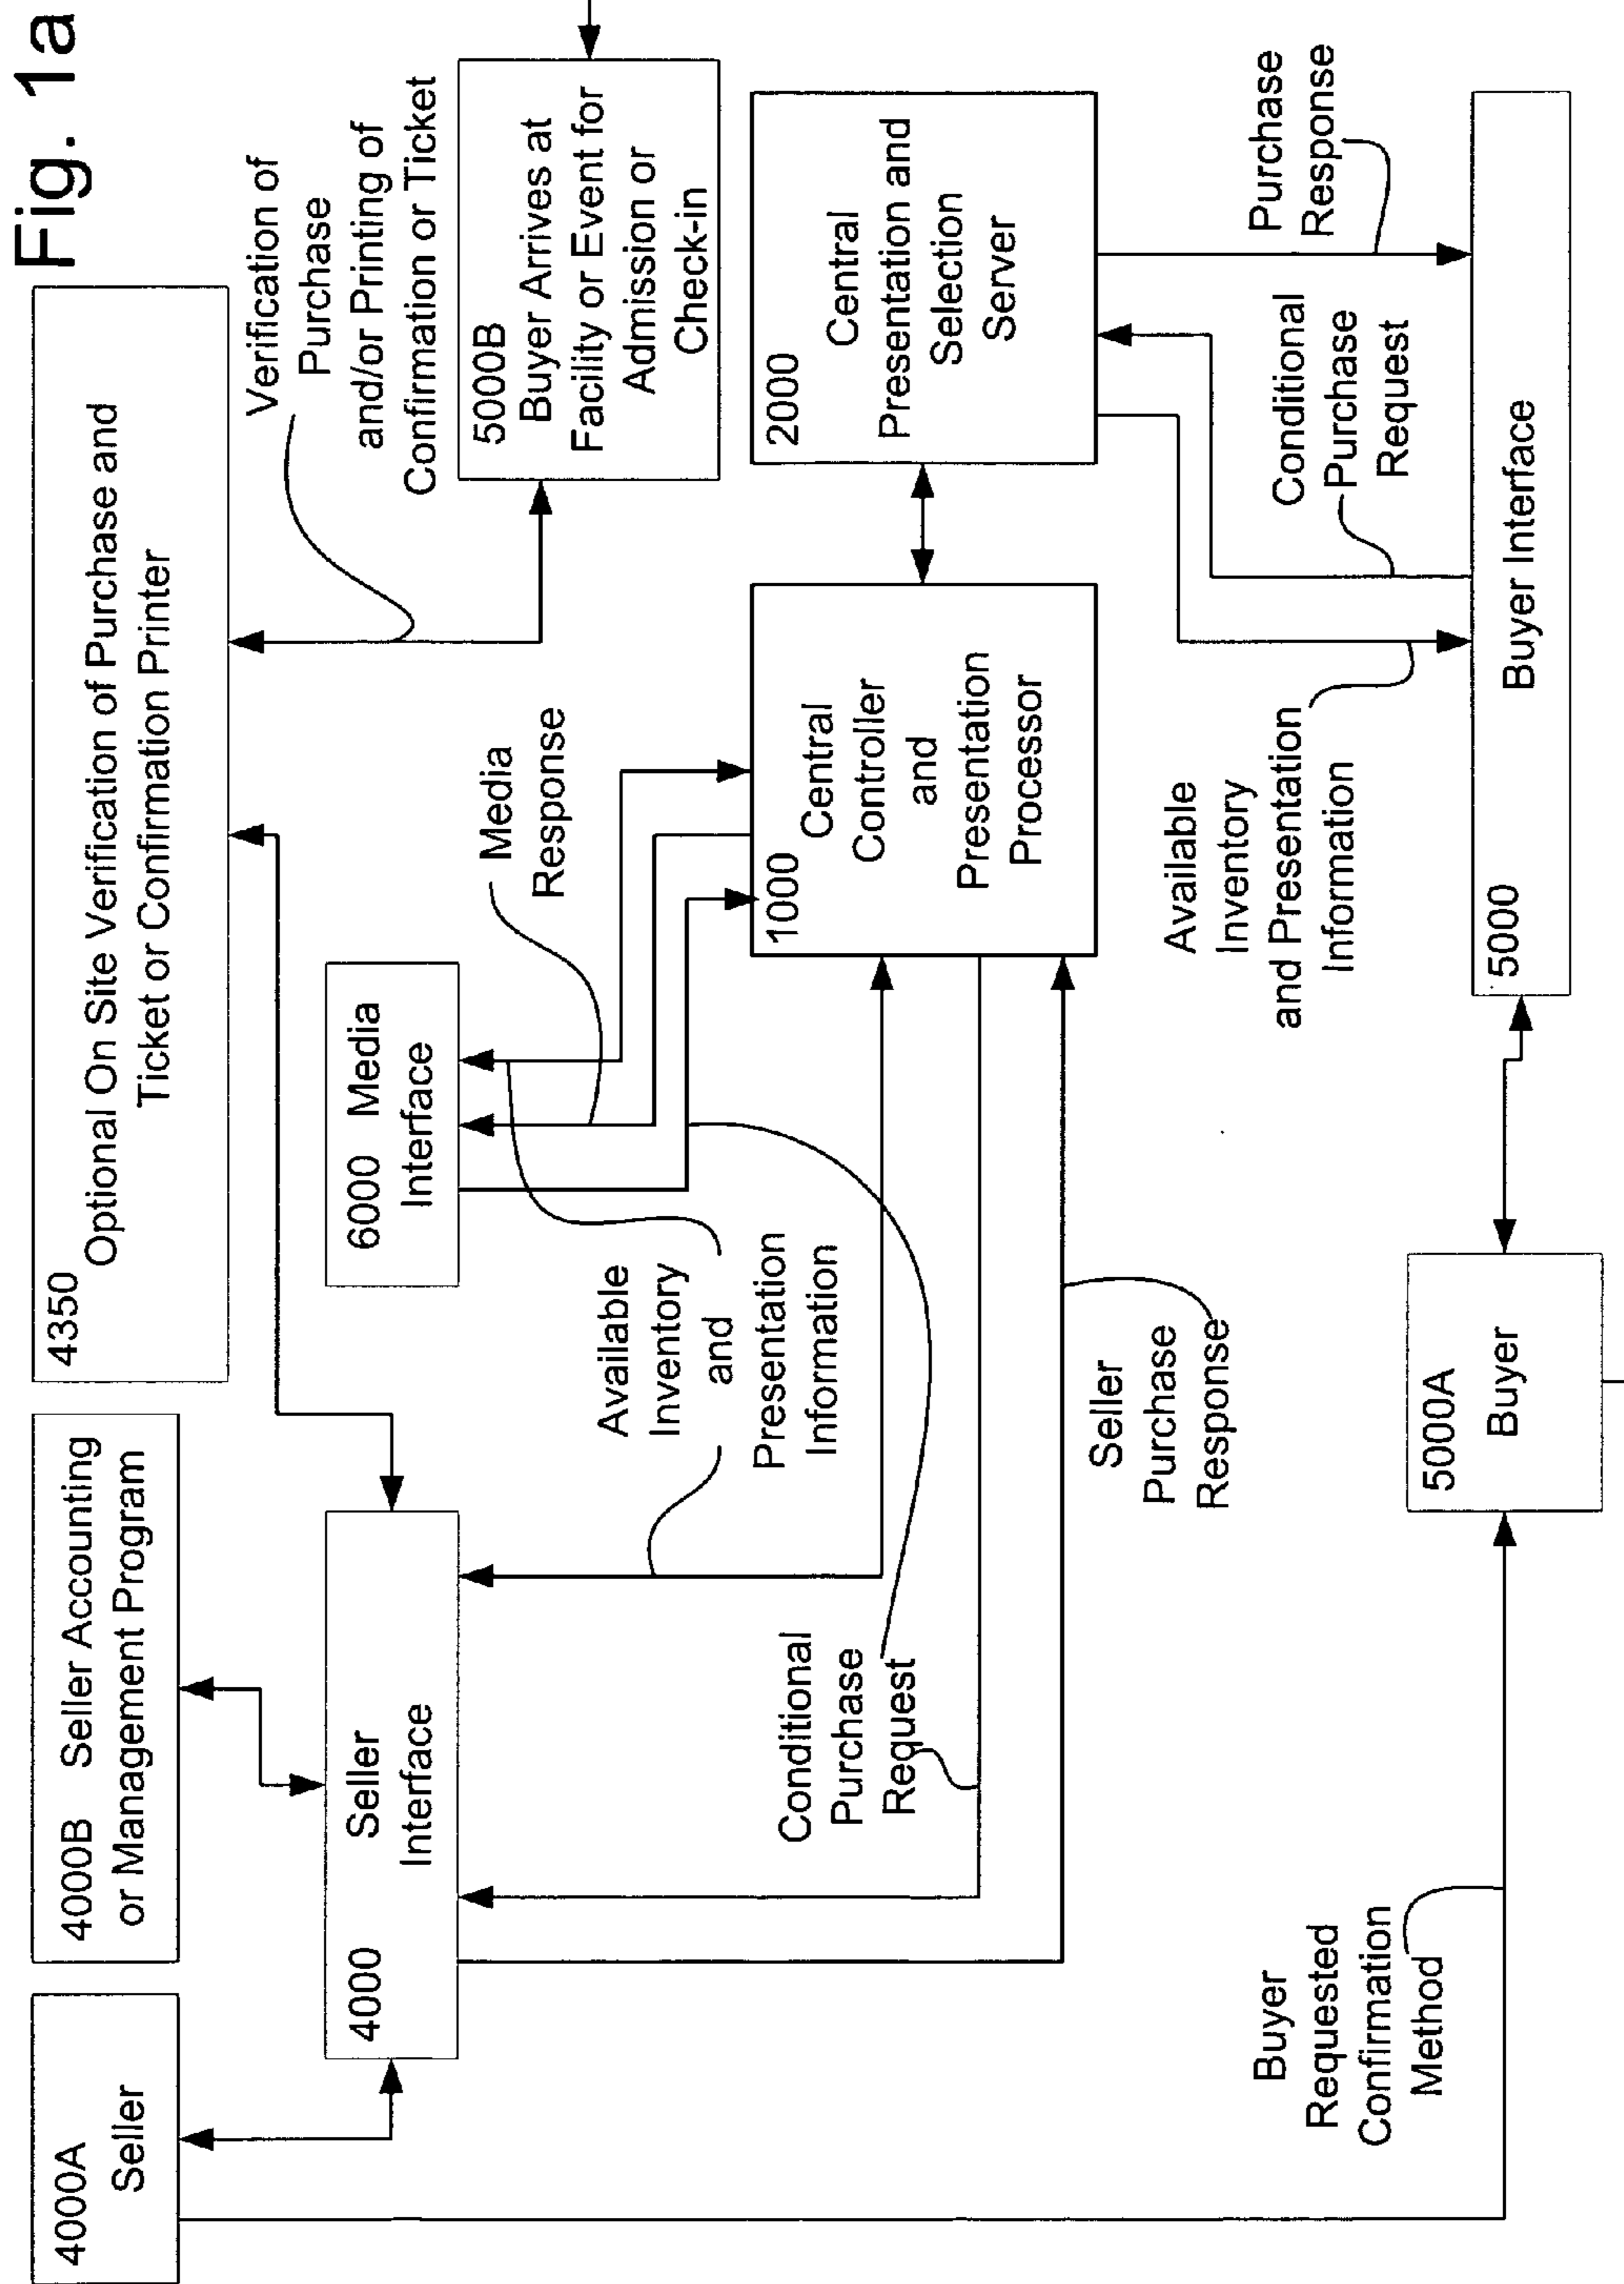 Fig. 1a
4000A
Seller
4000B Seller Accounting
or Management Program
4350
Optional On Site Verification of Purchase and
Ticket or Confirmation Printer
Verification of
Purchase
and/or Printing of
Confirmation or Ticket
4000
Seller
Interface
6000 Media
Interface
Media
Response
5000B
Buyer Arrives at
Facility or Event for
Admission or
Check-in
Available
Inventory
and
Presentation
Information
Conditional
Purchase
Request
1000
Central
Controller
and
Presentation
Processor
2000
Central
Presentation and
Selection
Server
Seller
Purchase
Response
Available
Inventory
and Presentation
Information
Conditional
Purchase
Request
Purchase
Response
Buyer
Requested
Confirmation
Method
5000A
Buyer
5000
Buyer Interface